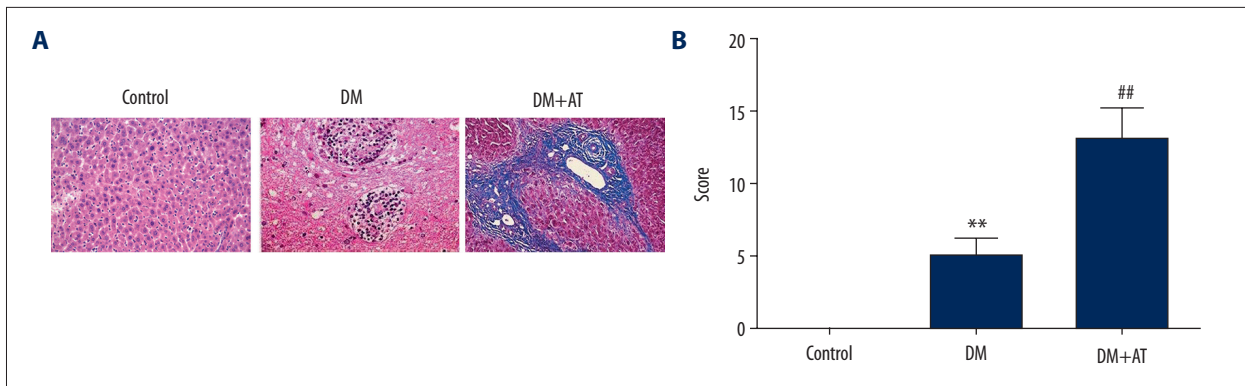 A
Control
DM
DM+AT
B
20
15
10
5
0
Score
**
##
Control
DM
DM+AT